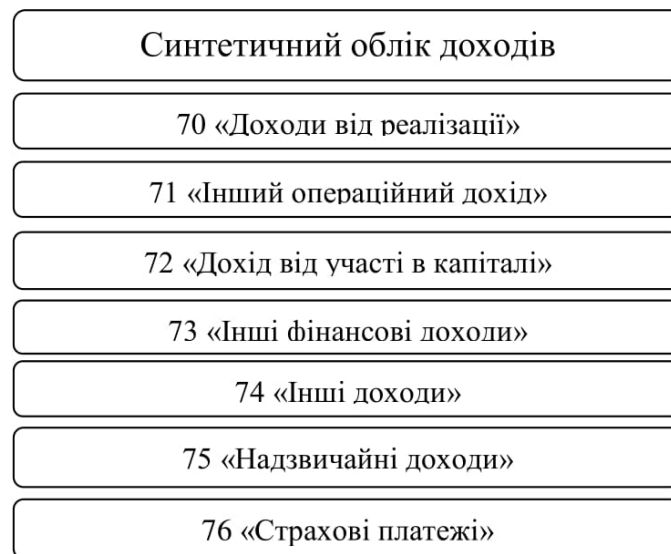 Синтетичний облік доходів
70 «Доходи від реалізації»
71 «Інший операційний дохід»
72 «Дохід від участі в капіталі»
73 «Інші фінансові доходи»
74 «Інші доходи»
75 «Надзвичайні доходи»
76 «Страхові платежі»